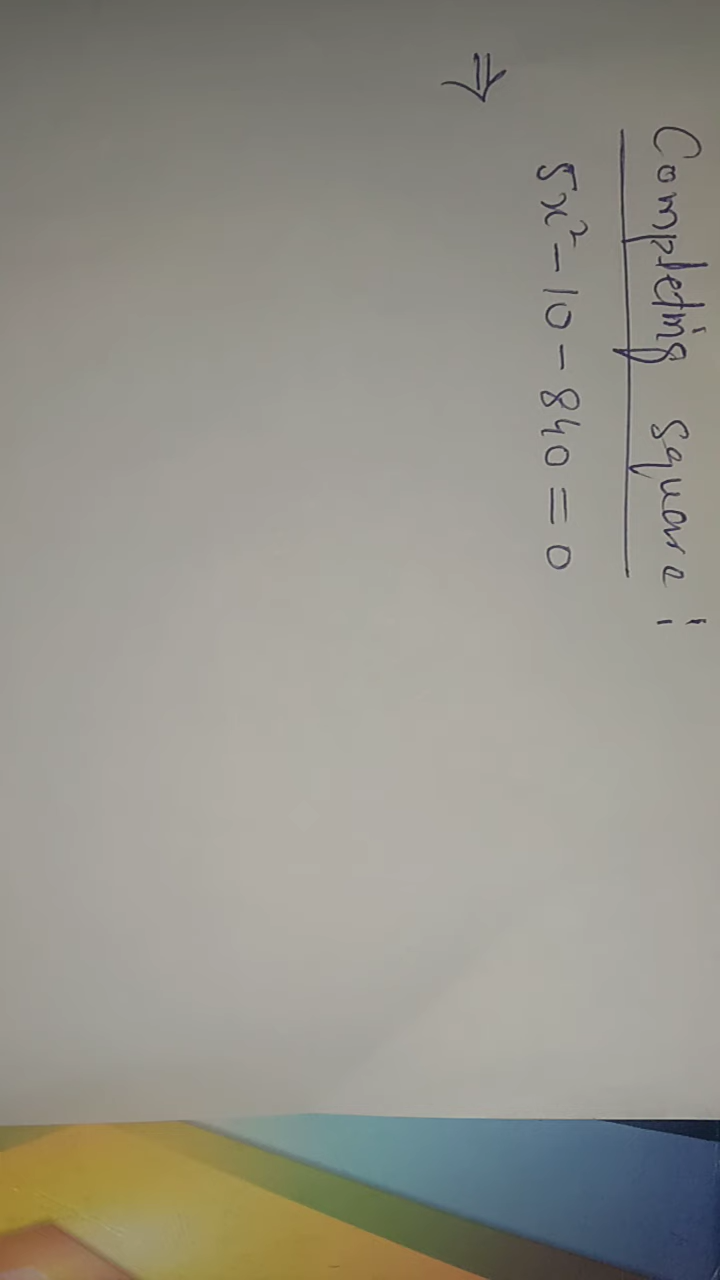 Completing square:
5x² - 10 - 840 = 0
⇒